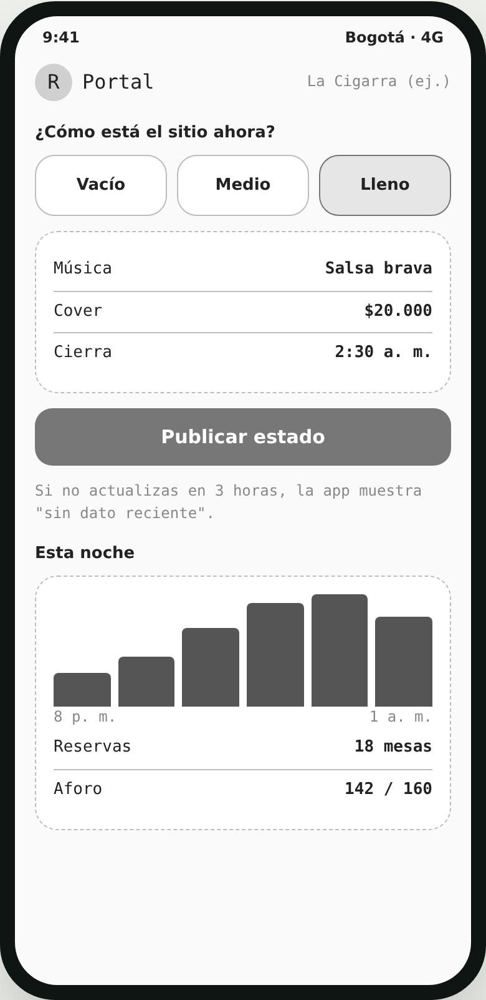 9:41 Bogotá · 4G
R Portal La Cigarra (ej.)
¿Cómo está el sitio ahora?
Vacío Medio Lleno
Música Salsa brava
Cover $20.000
Cierra 2:30 a. m.
Publicar estado
Si no actualizas en 3 horas, la app muestra
"sin dato reciente".
Esta noche
8 p. m. 1 a. m.
Reservas 18 mesas
Aforo 142 / 160